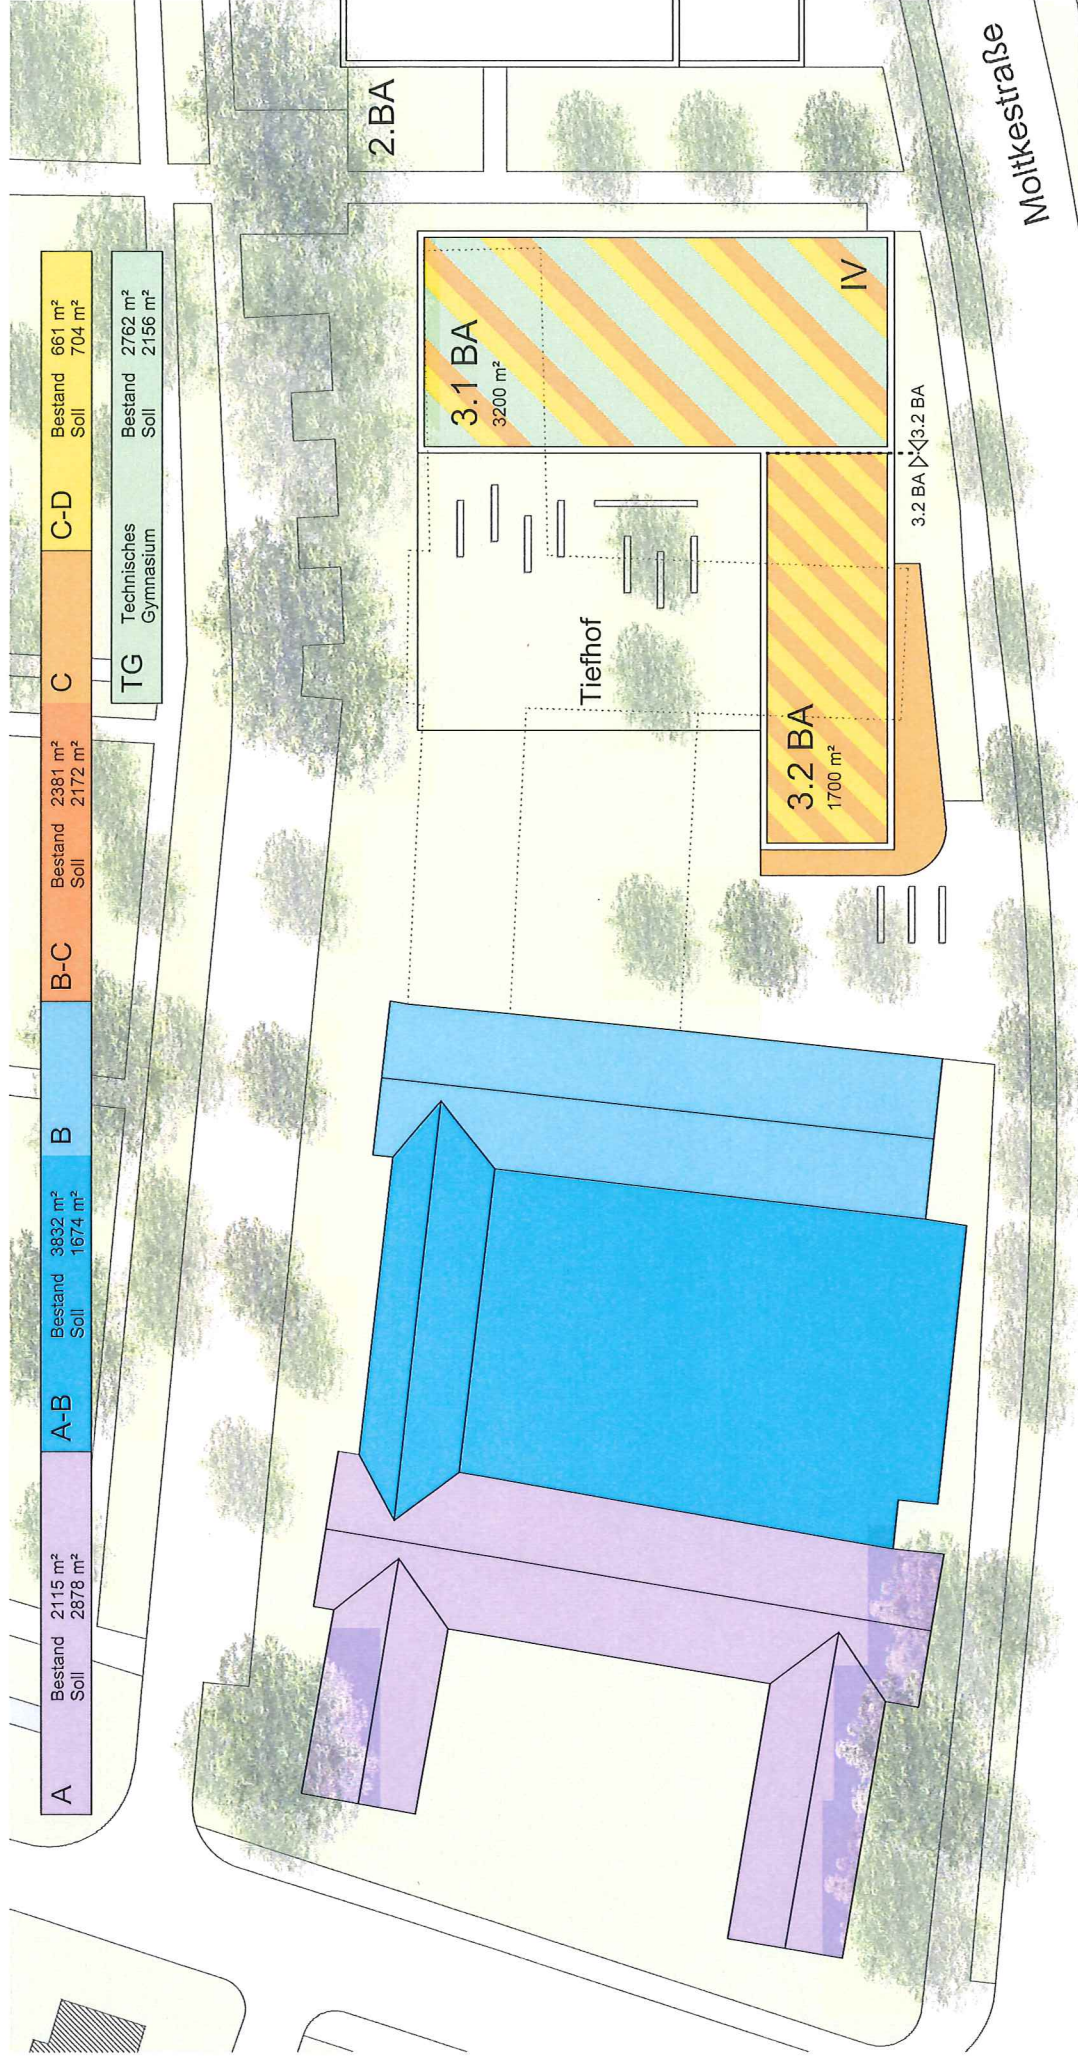 A
Bestand 2115 m²
Soll 2878 m²
A-B
Bestand 3832 m²
Soll 1674 m²
B
B-C
Bestand 2381 m²
Soll 2172 m²
C
C-D
Bestand 661 m²
Soll 704 m²
TG
Technisches
Gymnasium
Bestand 2762 m²
Soll 2156 m²
2.BA
3.1 BA
3200 m²
IV
Tiefhof
3.2 BA
1700 m²
3.2 BA
3.2 BA
Moltkestraße